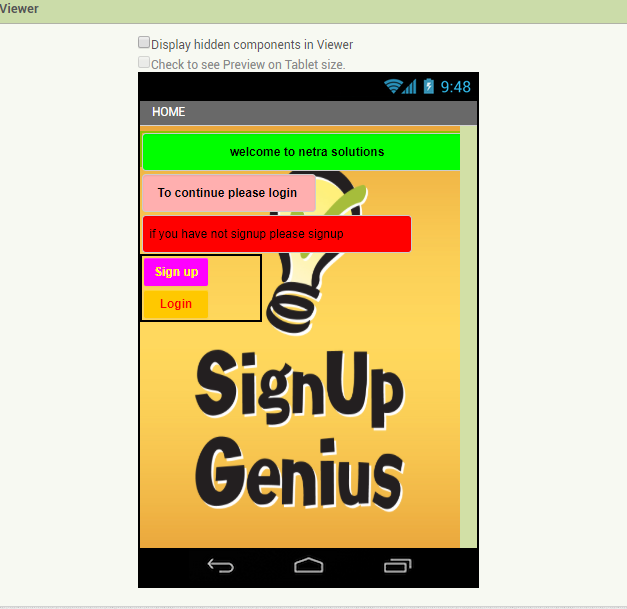 Viewer
Display hidden components in Viewer
Check to see Preview on Tablet size.
9:48
HOME
welcome to netra solutions
To continue please login
if you have not signup please signup
Sign up
Login
SignUp
Genius